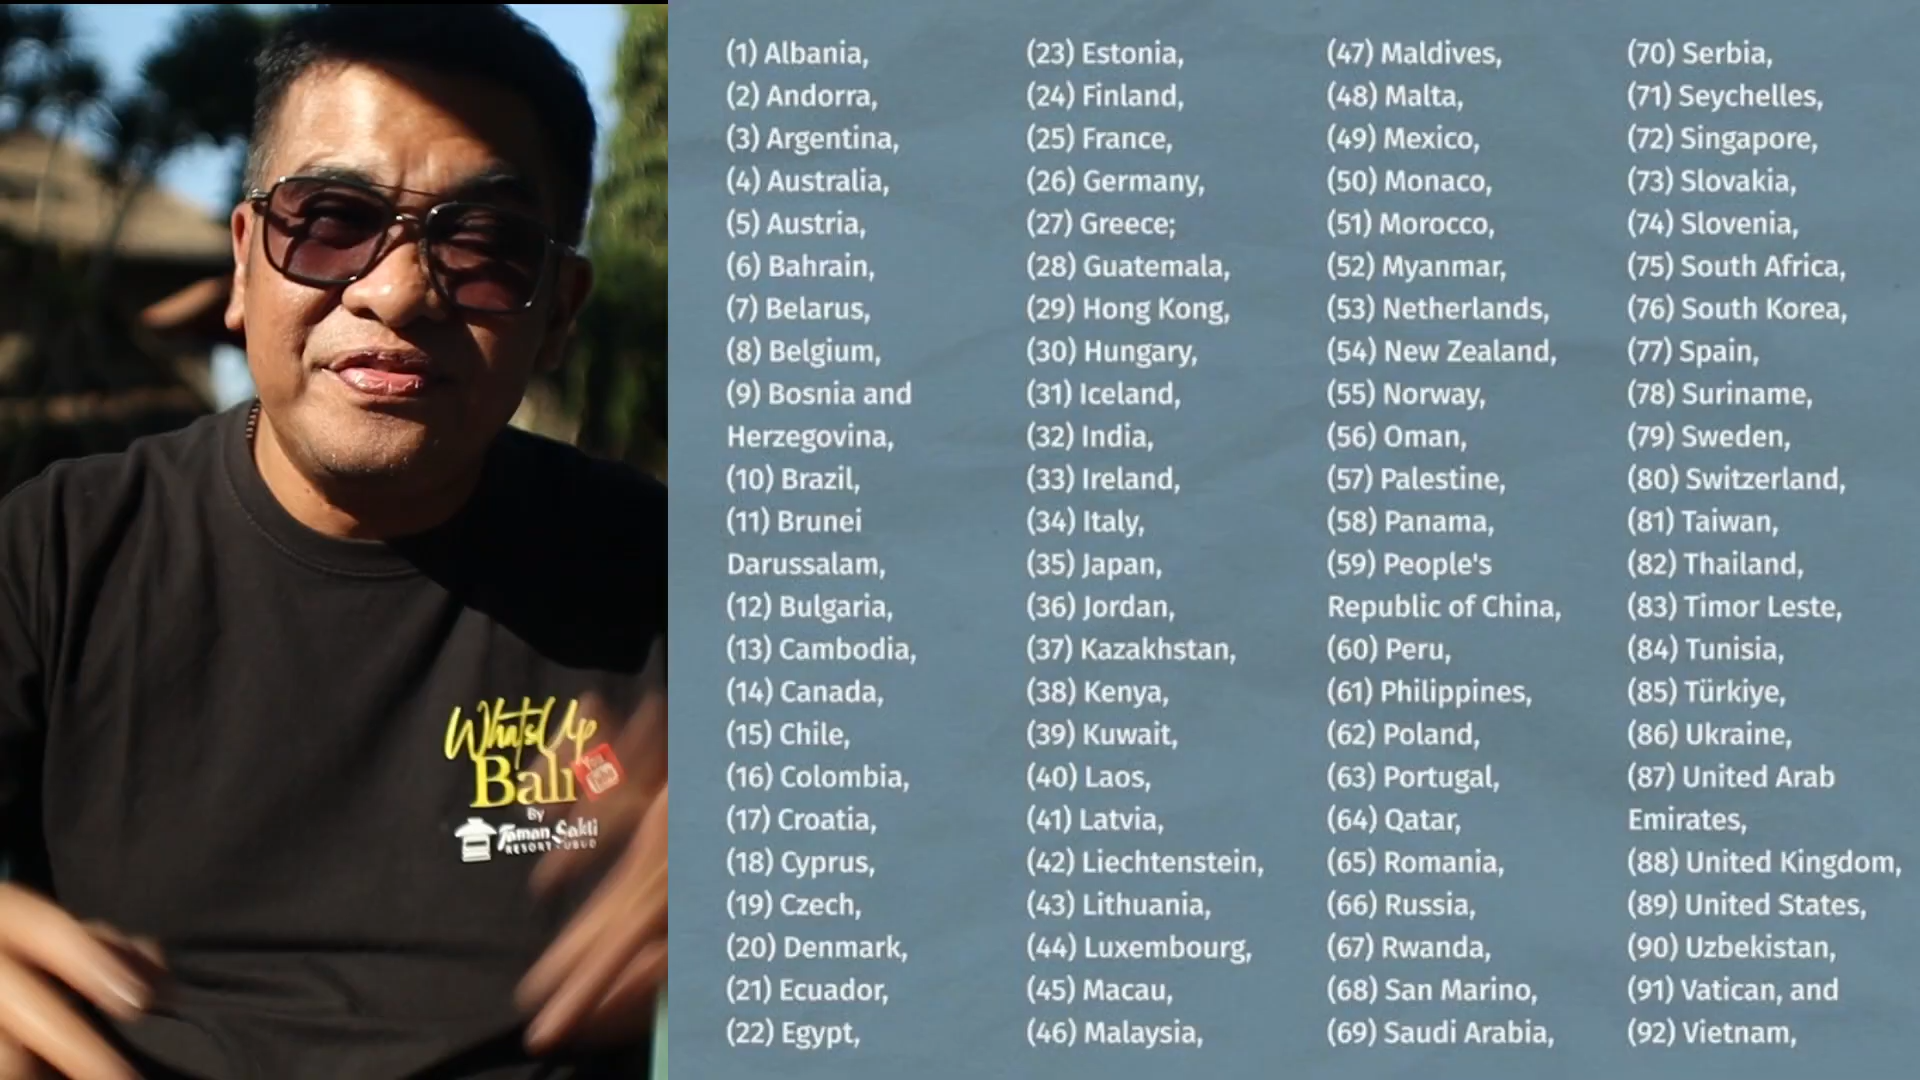 What's Up
Bali
By
Taman Sakti
RESORT · UBUD
(1) Albania,
(2) Andorra,
(3) Argentina,
(4) Australia,
(5) Austria,
(6) Bahrain,
(7) Belarus,
(8) Belgium,
(9) Bosnia and
Herzegovina,
(10) Brazil,
(11) Brunei
Darussalam,
(12) Bulgaria,
(13) Cambodia,
(14) Canada,
(15) Chile,
(16) Colombia,
(17) Croatia,
(18) Cyprus,
(19) Czech,
(20) Denmark,
(21) Ecuador,
(22) Egypt,
(23) Estonia,
(24) Finland,
(25) France,
(26) Germany,
(27) Greece;
(28) Guatemala,
(29) Hong Kong,
(30) Hungary,
(31) Iceland,
(32) India,
(33) Ireland,
(34) Italy,
(35) Japan,
(36) Jordan,
(37) Kazakhstan,
(38) Kenya,
(39) Kuwait,
(40) Laos,
(41) Latvia,
(42) Liechtenstein,
(43) Lithuania,
(44) Luxembourg,
(45) Macau,
(46) Malaysia,
(47) Maldives,
(48) Malta,
(49) Mexico,
(50) Monaco,
(51) Morocco,
(52) Myanmar,
(53) Netherlands,
(54) New Zealand,
(55) Norway,
(56) Oman,
(57) Palestine,
(58) Panama,
(59) People's
Republic of China,
(60) Peru,
(61) Philippines,
(62) Poland,
(63) Portugal,
(64) Qatar,
(65) Romania,
(66) Russia,
(67) Rwanda,
(68) San Marino,
(69) Saudi Arabia,
(70) Serbia,
(71) Seychelles,
(72) Singapore,
(73) Slovakia,
(74) Slovenia,
(75) South Africa,
(76) South Korea,
(77) Spain,
(78) Suriname,
(79) Sweden,
(80) Switzerland,
(81) Taiwan,
(82) Thailand,
(83) Timor Leste,
(84) Tunisia,
(85) Türkiye,
(86) Ukraine,
(87) United Arab
Emirates,
(88) United Kingdom,
(89) United States,
(90) Uzbekistan,
(91) Vatican, and
(92) Vietnam,